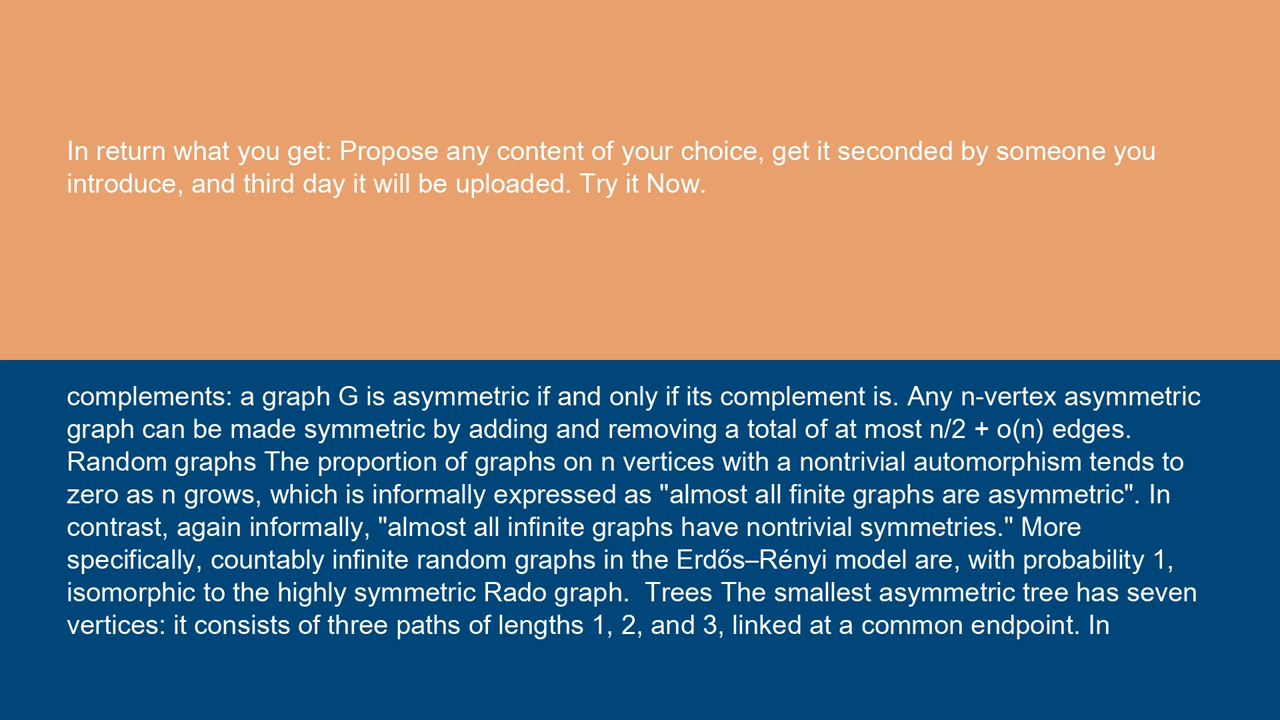 In return what you get: Propose any content of your choice, get it seconded by someone you
introduce, and third day it will be uploaded. Try it Now.
complements: a graph G is asymmetric if and only if its complement is. Any n-vertex asymmetric
graph can be made symmetric by adding and removing a total of at most n/2 + o(n) edges.
Random graphs The proportion of graphs on n vertices with a nontrivial automorphism tends to
zero as n grows, which is informally expressed as "almost all finite graphs are asymmetric". In
contrast, again informally, "almost all infinite graphs have nontrivial symmetries." More
specifically, countably infinite random graphs in the Erdős–Rényi model are, with probability 1,
isomorphic to the highly symmetric Rado graph.  Trees The smallest asymmetric tree has seven
vertices: it consists of three paths of lengths 1, 2, and 3, linked at a common endpoint. In